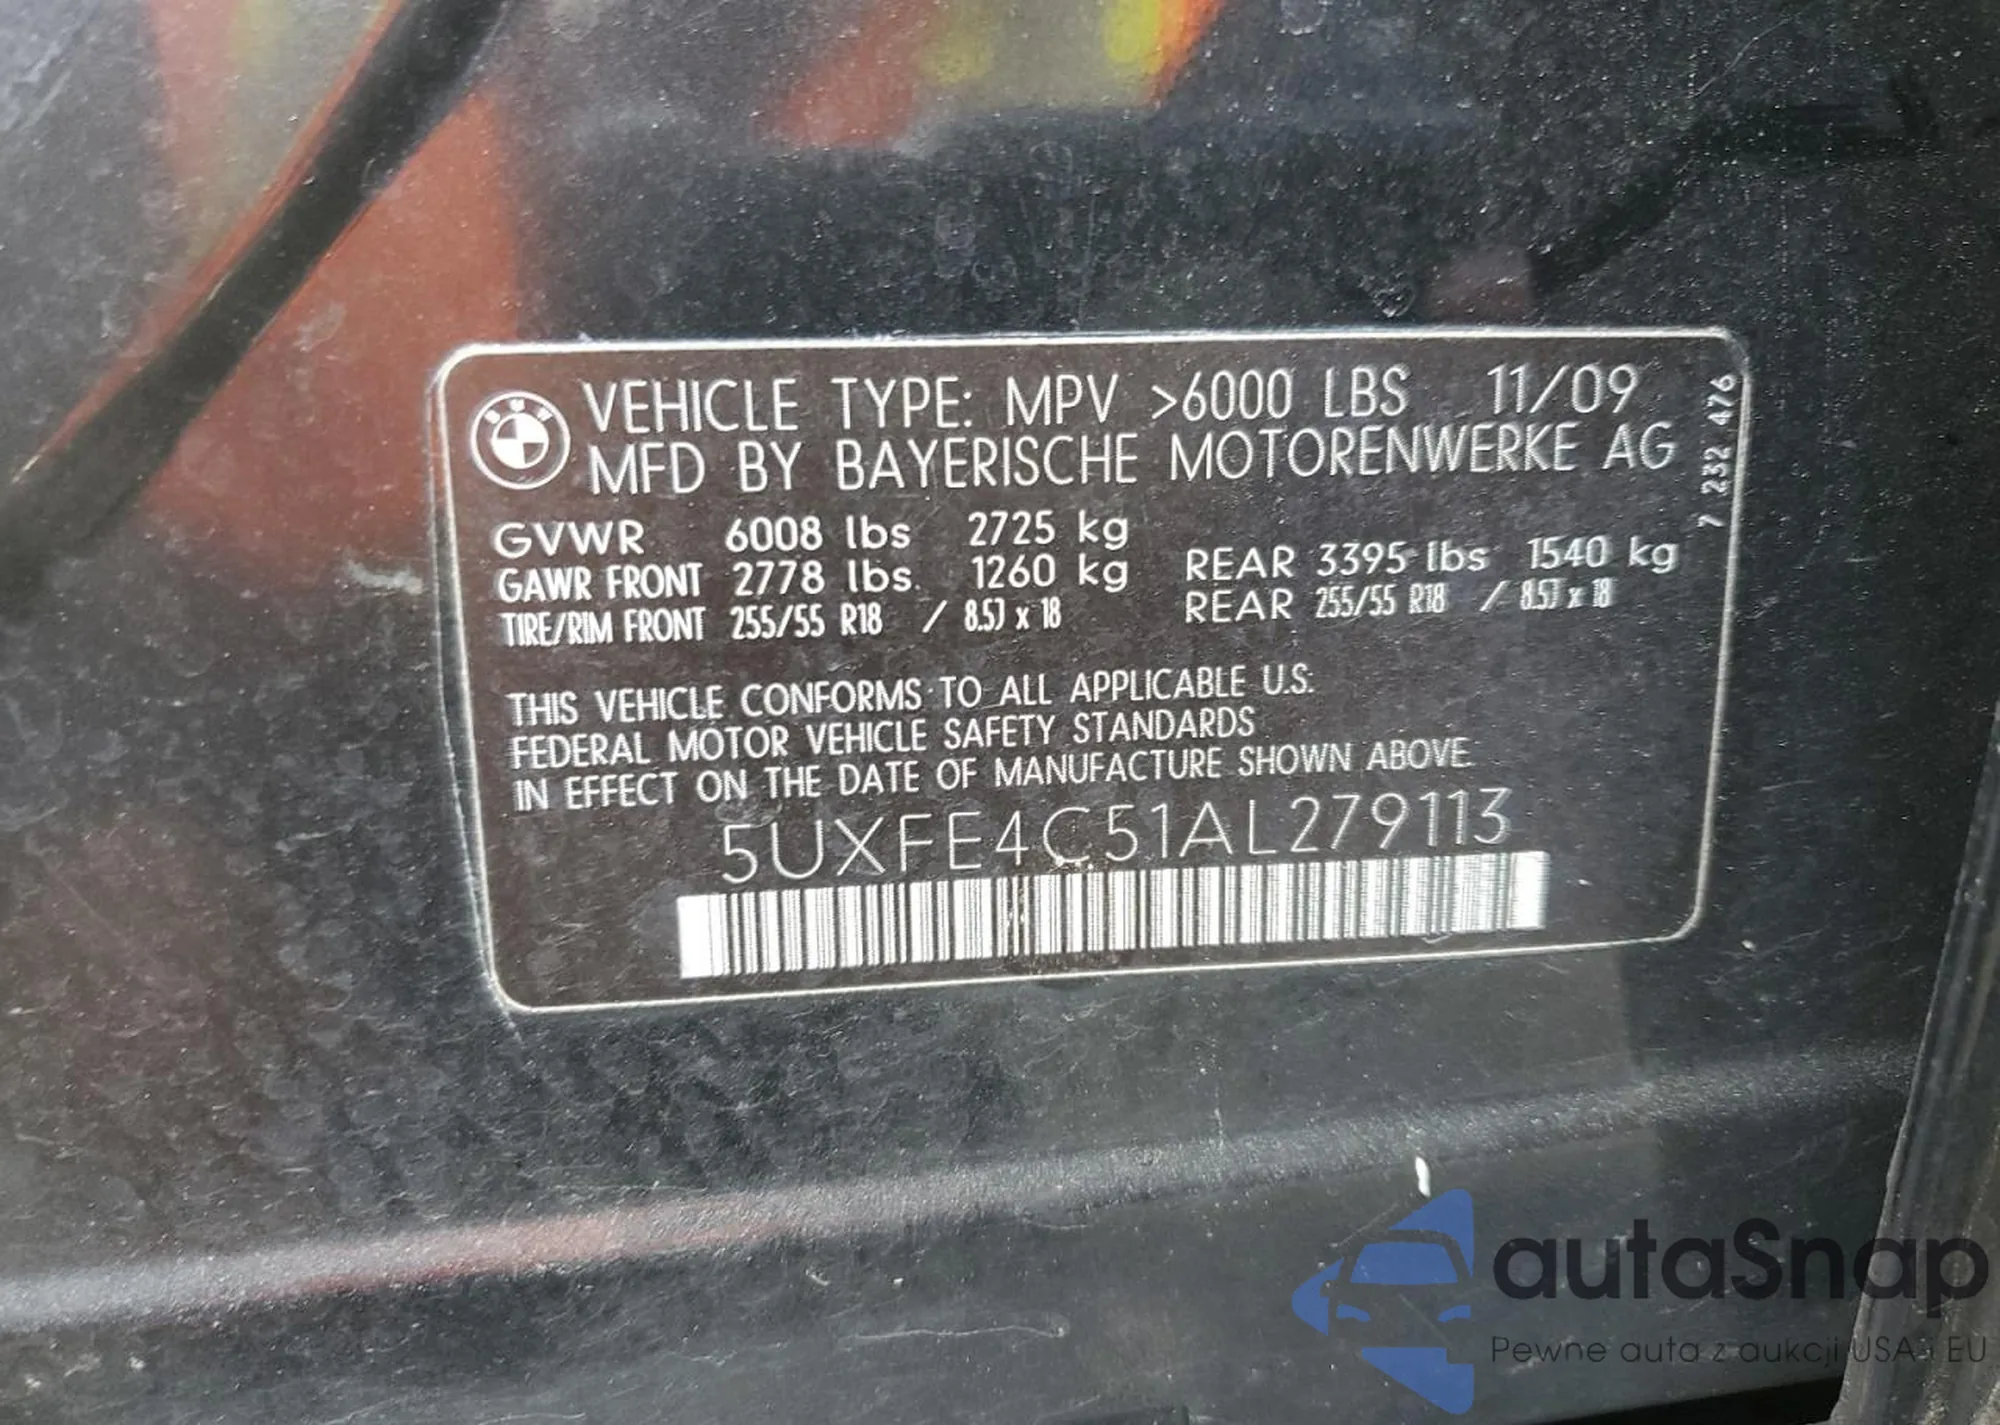 BMW
VEHICLE TYPE: MPV >6000 LBS 11/09
MFD BY BAYERISCHE MOTORENWERKE AG
7 232 476
GVWR 6008 lbs 2725 kg
GAWR FRONT 2778 lbs. 1260 kg REAR 3395 lbs 1540 kg
TIRE/RIM FRONT 255/55 R18 / 8.5J x 18 REAR 255/55 R18 / 8.5J x 18
THIS VEHICLE CONFORMS TO ALL APPLICABLE U.S.
FEDERAL MOTOR VEHICLE SAFETY STANDARDS
IN EFFECT ON THE DATE OF MANUFACTURE SHOWN ABOVE.
5UXFE4C51AL279113
autaSnap
Pewne auta z aukcji USA i EU